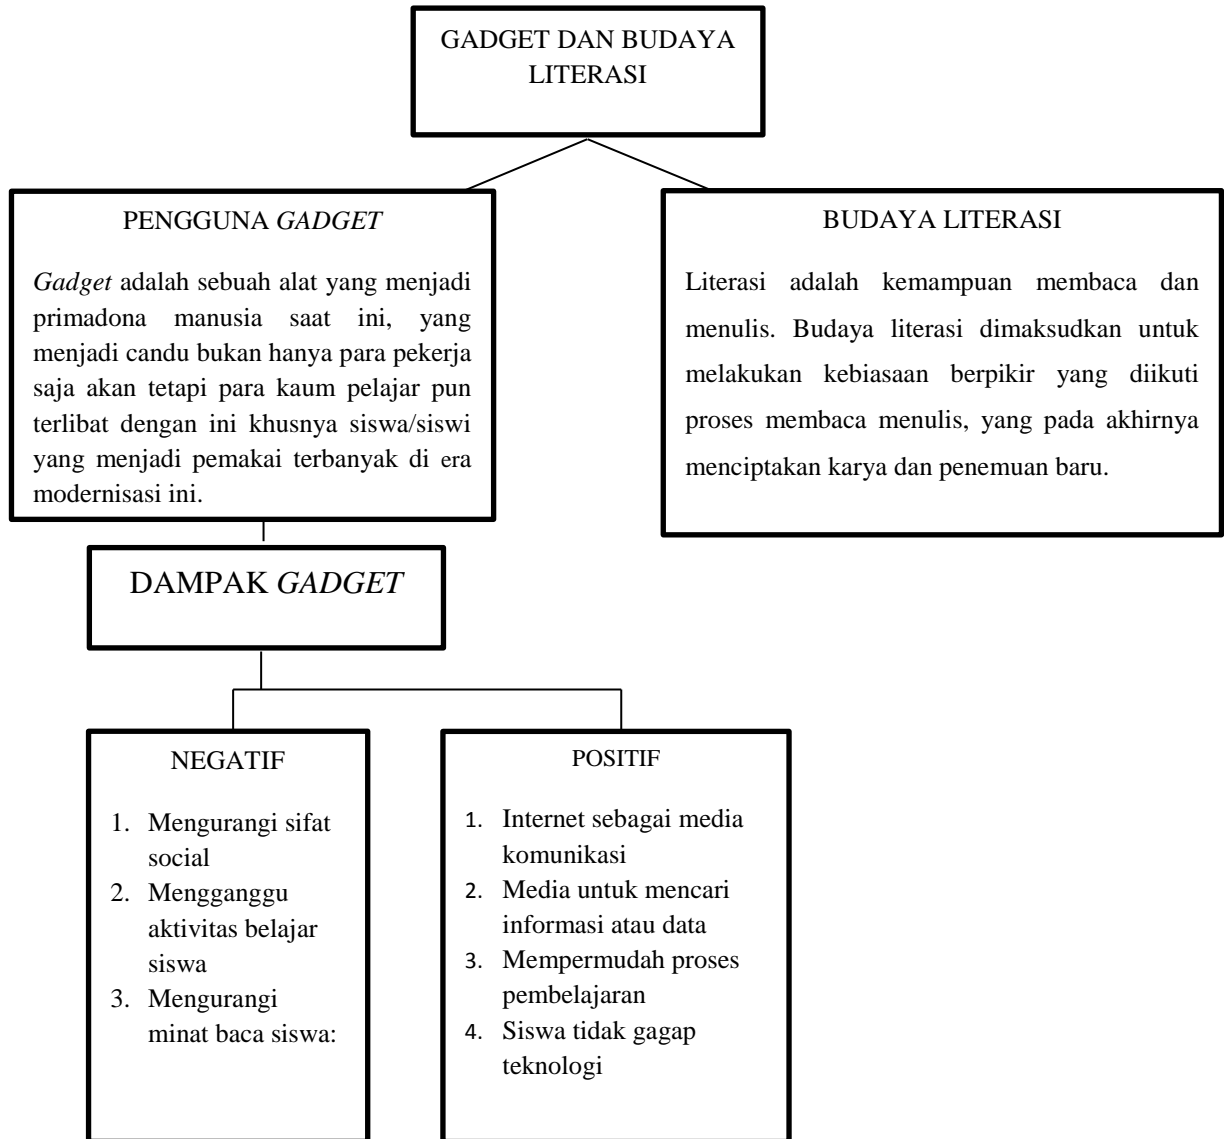 GADGET DAN BUDAYA
LITERASI
PENGGUNA GADGET
Gadget adalah sebuah alat yang menjadi
primadona manusia saat ini, yang
menjadi candu bukan hanya para pekerja
saja akan tetapi para kaum pelajar pun
terlibat dengan ini khusnya siswa/siswi
yang menjadi pemakai terbanyak di era
modernisasi ini.
BUDAYA LITERASI
Literasi adalah kemampuan membaca dan
menulis. Budaya literasi dimaksudkan untuk
melakukan kebiasaan berpikir yang diikuti
proses membaca menulis, yang pada akhirnya
menciptakan karya dan penemuan baru.
DAMPAK GADGET
NEGATIF
1. Mengurangi sifat
social
2. Mengganggu
aktivitas belajar
siswa
3. Mengurangi
minat baca siswa:
POSITIF
1. Internet sebagai media
komunikasi
2. Media untuk mencari
informasi atau data
3. Mempermudah proses
pembelajaran
4. Siswa tidak gagap
teknologi